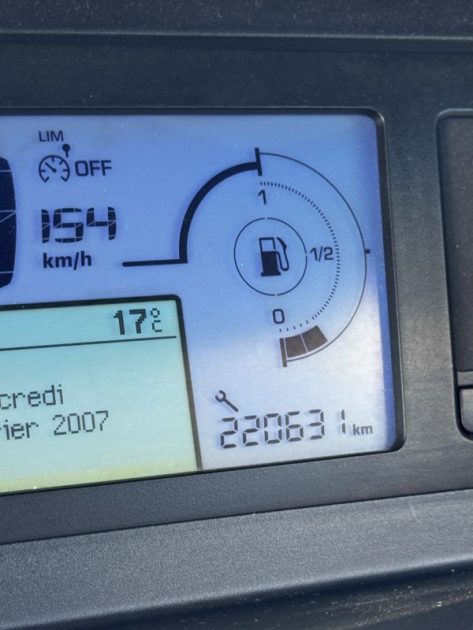 LIM
OFF
154
km/h
1
1/2
0
17°C
credi
rier 2007
220631 km